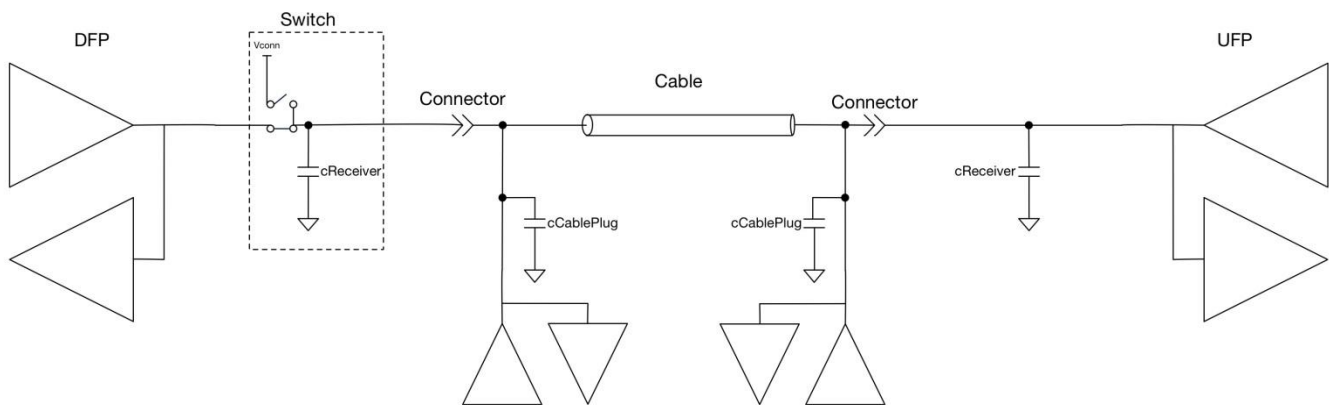 Switch
DFP
UFP
Vconn
Cable
Connector
Connector
cReceiver
cReceiver
cCablePlug
cCablePlug